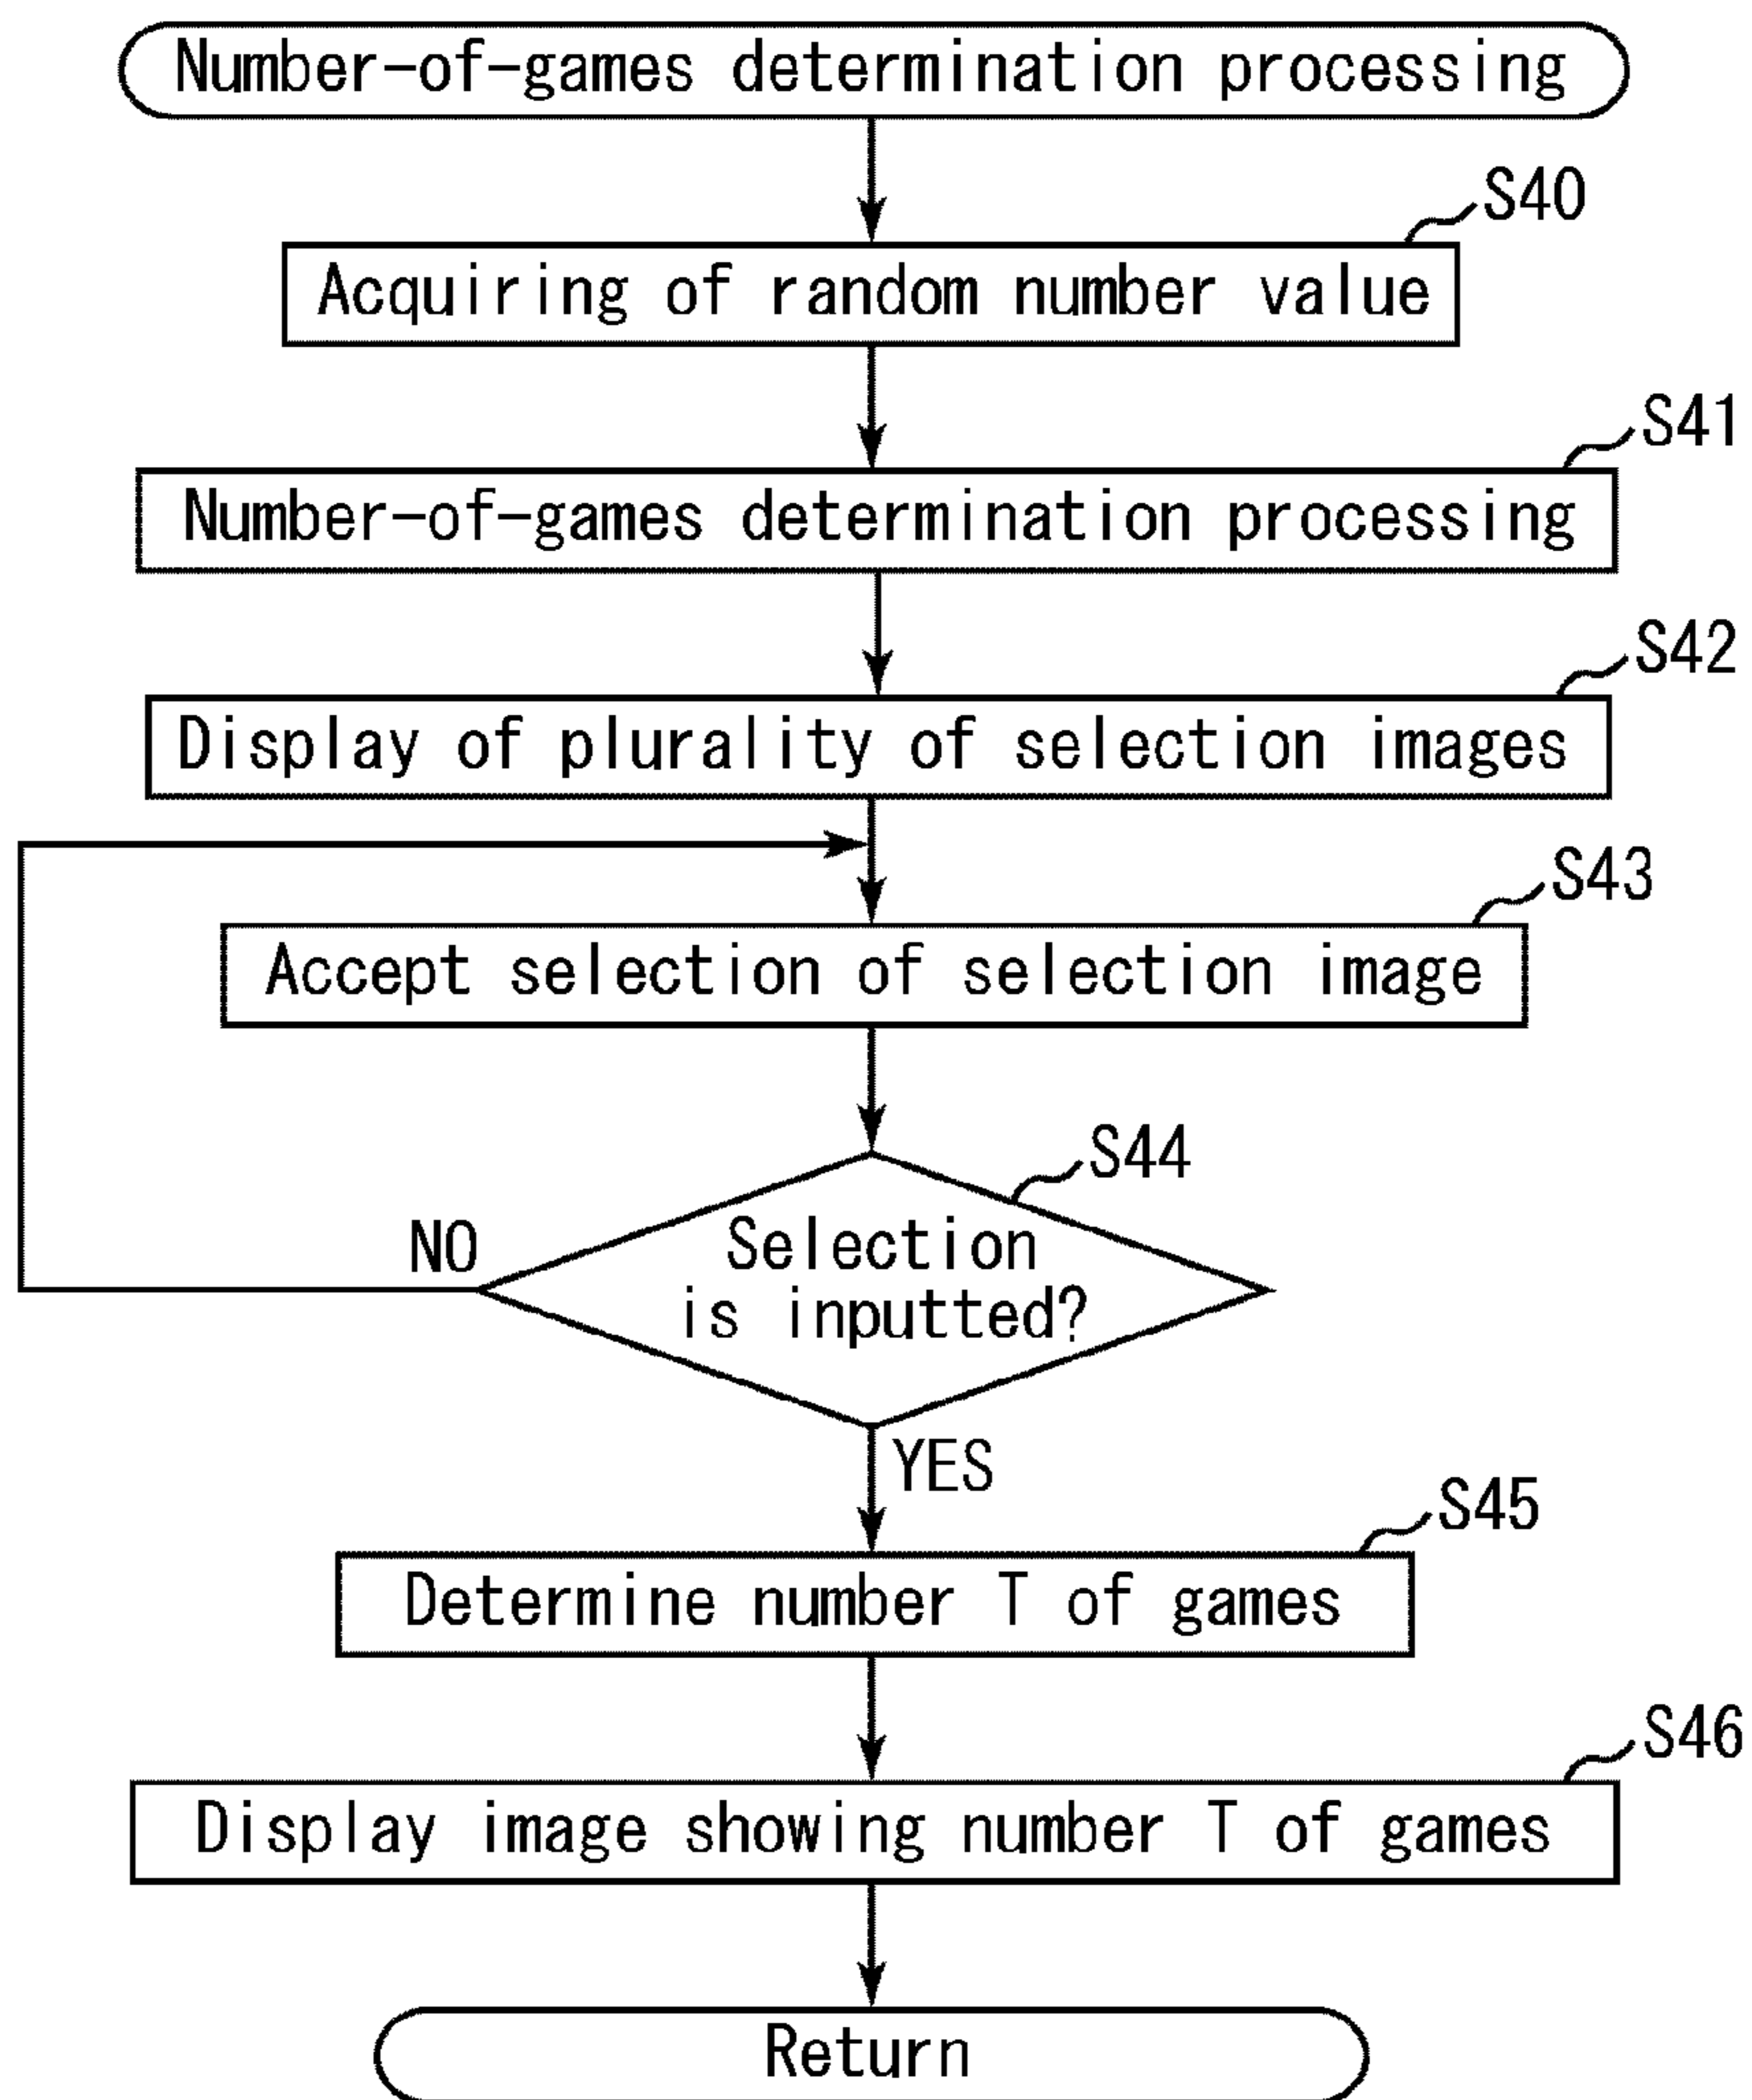 Number-of-games determination processing
S40
Acquiring of random number value
S41
Number-of-games determination processing
S42
Display of plurality of selection images
S43
Accept selection of selection image
S44
Selection
is inputted?
NO
YES
S45
Determine number T of games
S46
Display image showing number T of games
Return